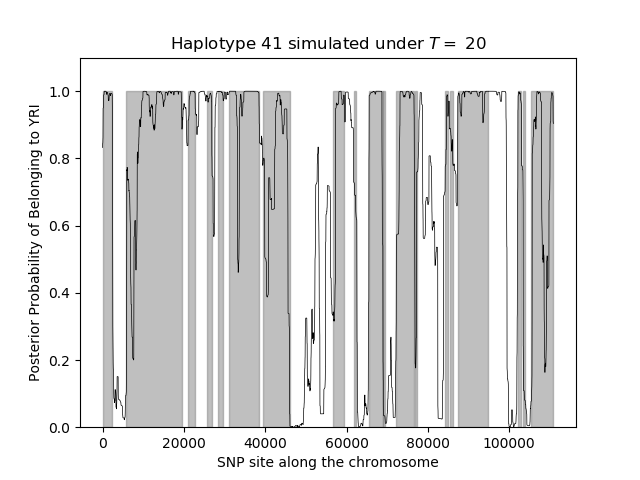 Haplotype 41 simulated under T = 20
Posterior Probability of Belonging to YRI
1.0
0.8
0.6
0.4
0.2
0.0
0 20000 40000 60000 80000 100000
SNP site along the chromosome